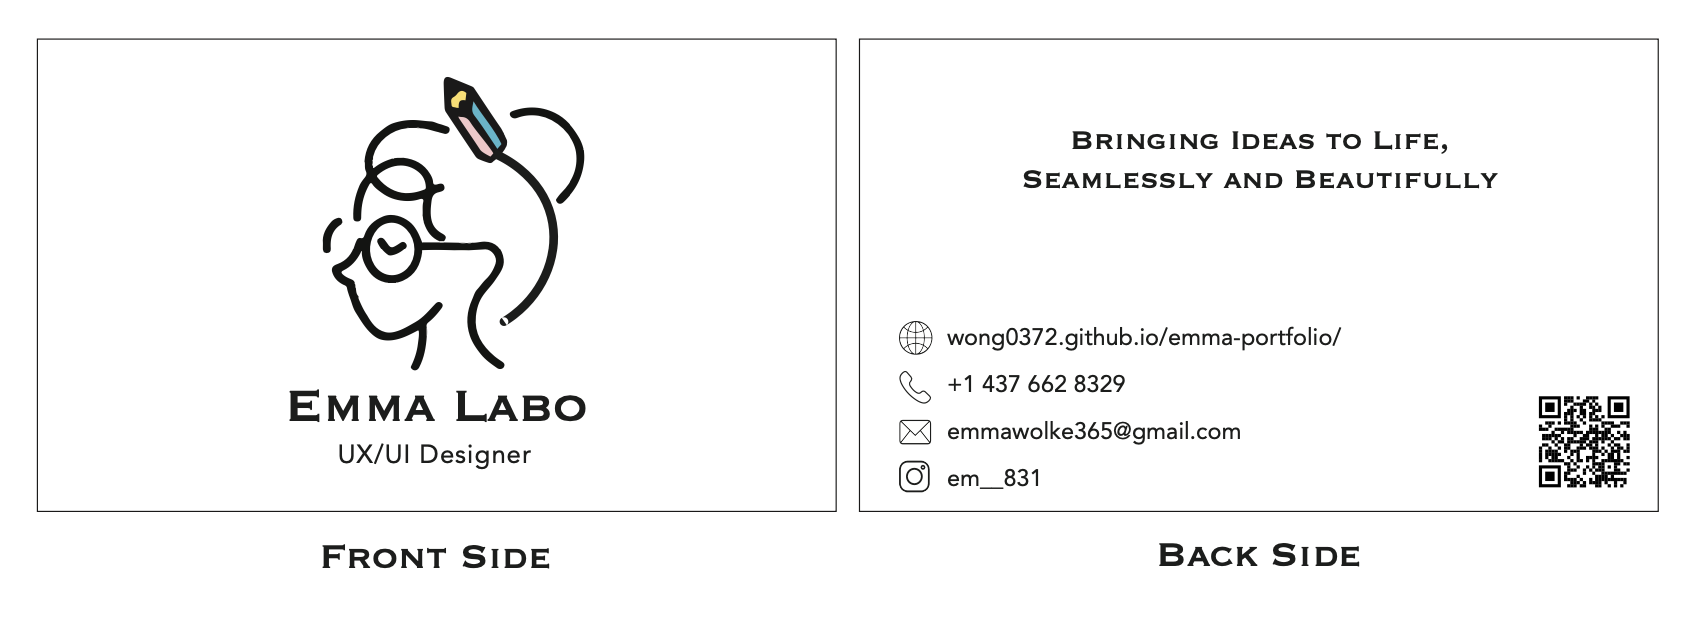 EMMA LABO
UX/UI Designer
FRONT SIDE
BRINGING IDEAS TO LIFE,
SEAMLESSLY AND BEAUTIFULLY
wong0372.github.io/emma-portfolio/
+1 437 662 8329
emmawolke365@gmail.com
em__831
BACK SIDE